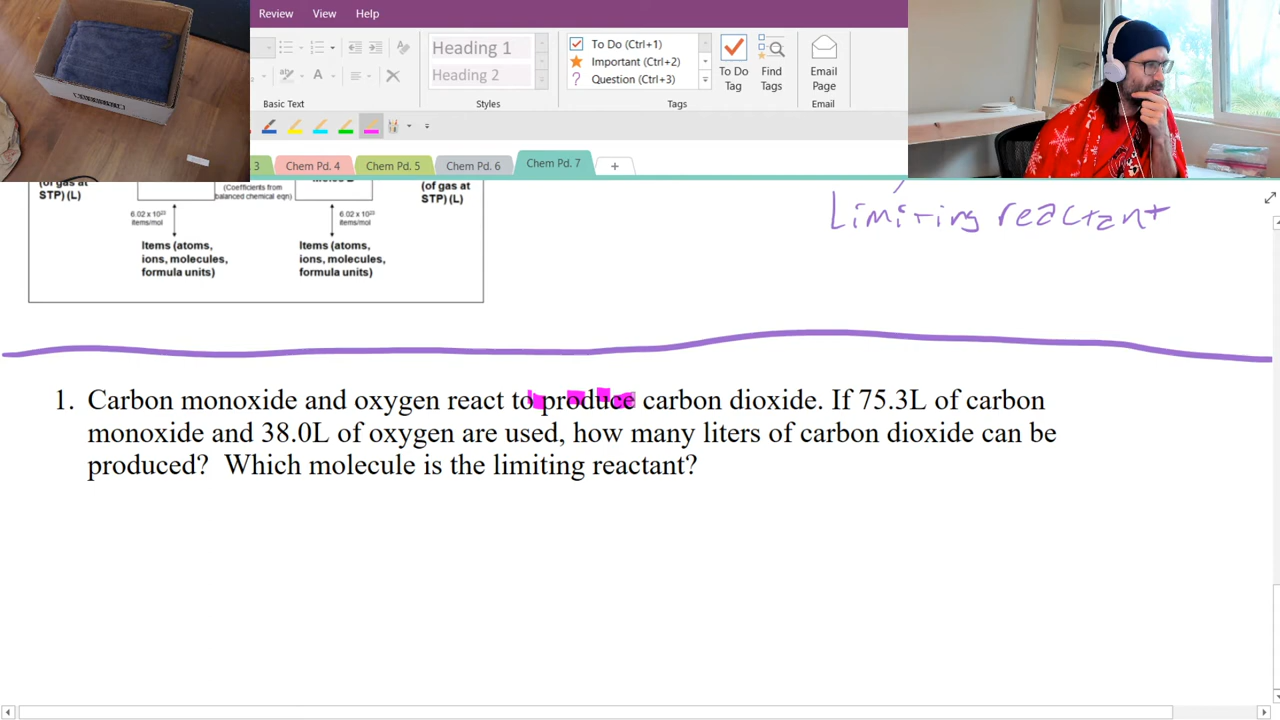 Review View Help
Heading 1
Heading 2
To Do (Ctrl+1)
Important (Ctrl+2)
Question (Ctrl+3)
To Do
Tag
Find
Tags
Email
Page
Basic Text
Styles
Tags
Email
3 Chem Pd. 4 Chem Pd. 5 Chem Pd. 6 Chem Pd. 7 +
(of gas at
STP) (L)
(Coefficients from
balanced chemical eqn)
(of gas at
STP) (L)
6.02 x 10²³
items/mol
6.02 x 10²³
items/mol
Items (atoms,
ions, molecules,
formula units)
Items (atoms,
ions, molecules,
formula units)
Limiting reactant
1. Carbon monoxide and oxygen react to produce carbon dioxide. If 75.3L of carbon
monoxide and 38.0L of oxygen are used, how many liters of carbon dioxide can be
produced? Which molecule is the limiting reactant?